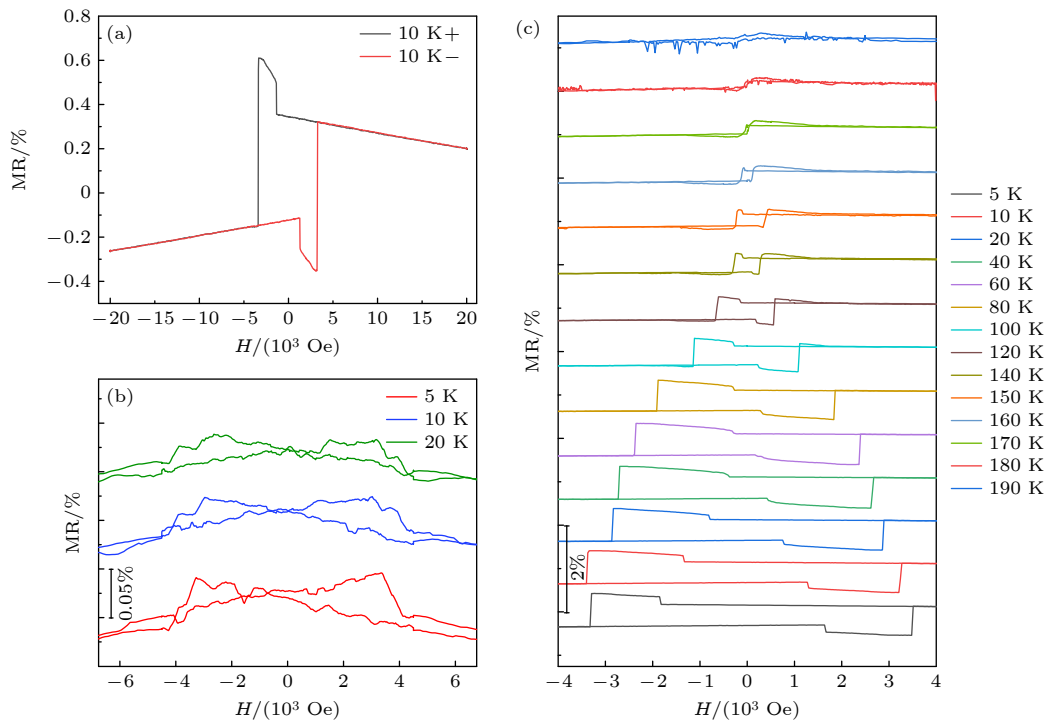 (a)
10 K+
10 K−
MR/%
0.8
0.6
0.4
0.2
0
−0.2
−0.4
−20 −15 −10 −5 0 5 10 15 20
H/(10³ Oe)
(b)
5 K
10 K
20 K
MR/%
0.05%
−6 −4 −2 0 2 4 6
H/(10³ Oe)
(c)
MR/%
2%
−4 −3 −2 −1 0 1 2 3 4
H/(10³ Oe)
5 K
10 K
20 K
40 K
60 K
80 K
100 K
120 K
140 K
150 K
160 K
170 K
180 K
190 K